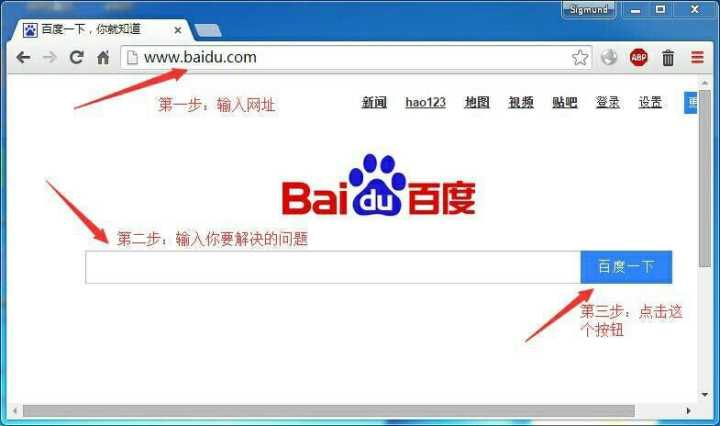 Sigmund
百度一下，你就知道
www.baidu.com
ABP
第一步：输入网址
新闻 hao123 地图 视频 贴吧 登录 设置
Bai du 百度
第二步：输入你要解决的问题
百度一下
第三步：点击这
个按钮